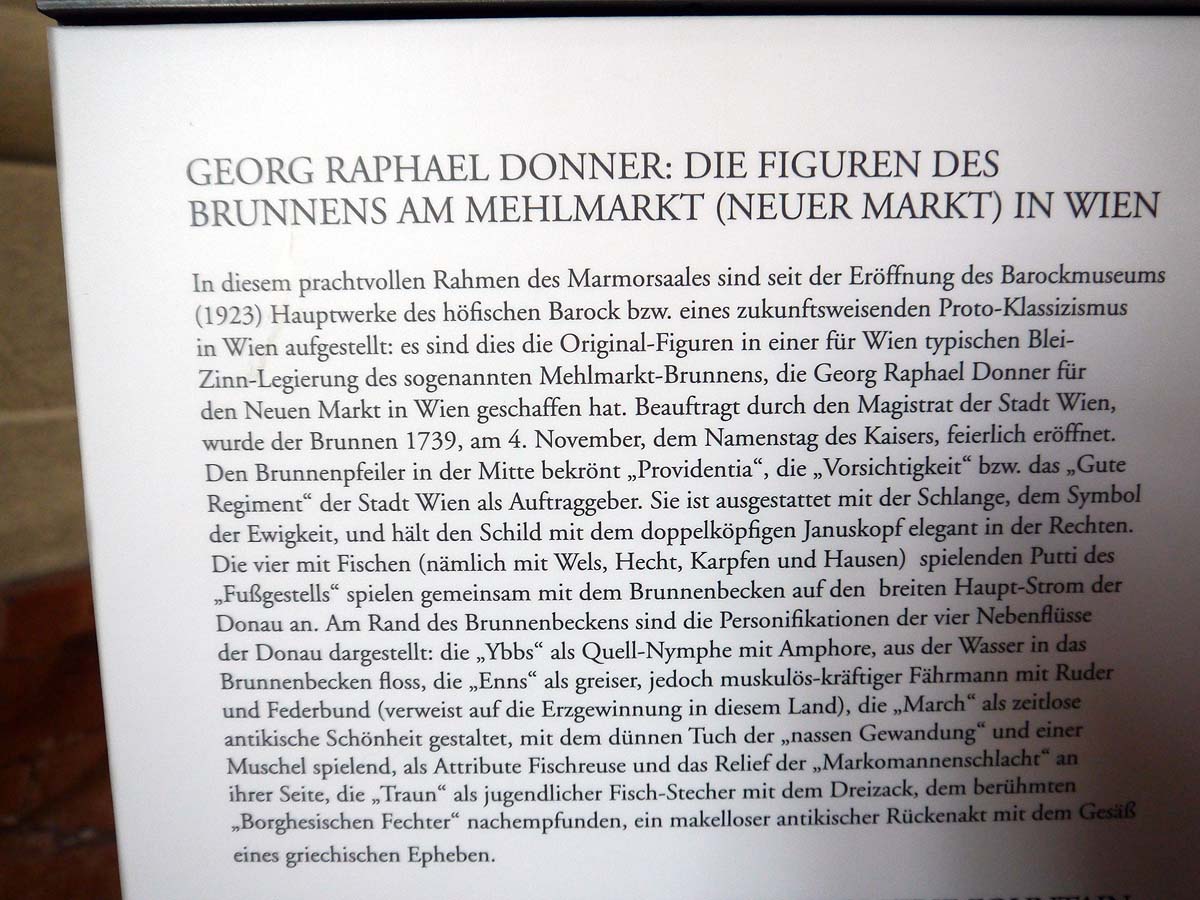 GEORG RAPHAEL DONNER: DIE FIGUREN DES
BRUNNENS AM MEHLMARKT (NEUER MARKT) IN WIEN
In diesem prachtvollen Rahmen des Marmorsaales sind seit der Eröffnung des Barockmuseums
(1923) Hauptwerke des höfischen Barock bzw. eines zukunftsweisenden Proto-Klassizismus
in Wien aufgestellt: es sind dies die Original-Figuren in einer für Wien typischen Blei-
Zinn-Legierung des sogenannten Mehlmarkt-Brunnens, die Georg Raphael Donner für
den Neuen Markt in Wien geschaffen hat. Beauftragt durch den Magistrat der Stadt Wien,
wurde der Brunnen 1739, am 4. November, dem Namenstag des Kaisers, feierlich eröffnet.
Den Brunnenpfeiler in der Mitte bekrönt „Providentia“, die „Vorsichtigkeit“ bzw. das „Gute
Regiment“ der Stadt Wien als Auftraggeber. Sie ist ausgestattet mit der Schlange, dem Symbol
der Ewigkeit, und hält den Schild mit dem doppelköpfigen Januskopf elegant in der Rechten.
Die vier mit Fischen (nämlich mit Wels, Hecht, Karpfen und Hausen) spielenden Putti des
„Fußgestells“ spielen gemeinsam mit dem Brunnenbecken auf den breiten Haupt-Strom der
Donau an. Am Rand des Brunnenbeckens sind die Personifikationen der vier Nebenflüsse
der Donau dargestellt: die „Ybbs“ als Quell-Nymphe mit Amphore, aus der Wasser in das
Brunnenbecken floss, die „Enns“ als greiser, jedoch muskulös-kräftiger Fährmann mit Ruder
und Federbund (verweist auf die Erzgewinnung in diesem Land), die „March“ als zeitlose
antikische Schönheit gestaltet, mit dem dünnen Tuch der „nassen Gewandung“ und einer
Muschel spielend, als Attribute Fischreuse und das Relief der „Markomannenschlacht“ an
ihrer Seite, die „Traun“ als jugendlicher Fisch-Stecher mit dem Dreizack, dem berühmten
„Borghesischen Fechter“ nachempfunden, ein makelloser antikischer Rückenakt mit dem Gesäß
eines griechischen Epheben.